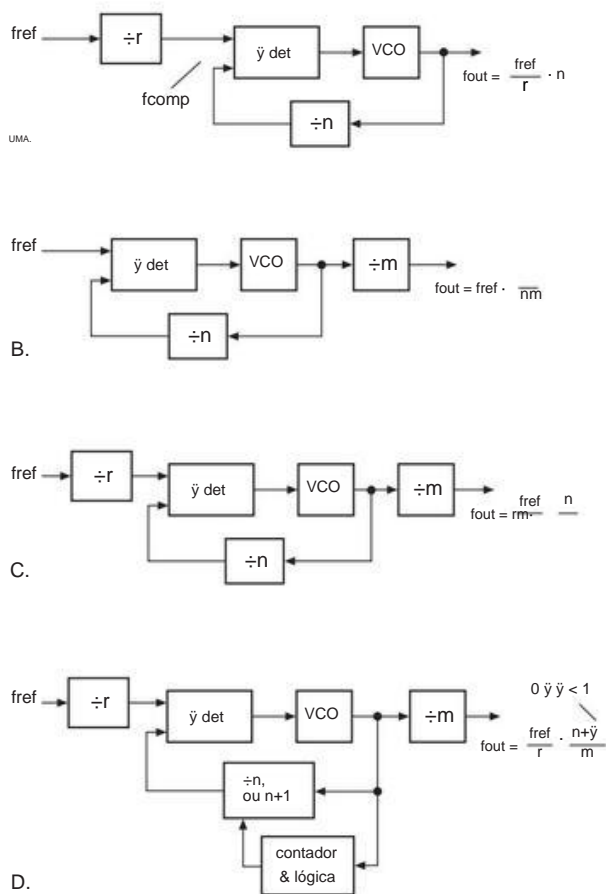 fref
÷r
ÿ det
VCO
fout = fref/r · n
fcomp
÷n
UMA.
fref
ÿ det
VCO
÷m
fout = fref · nm
÷n
B.
fref
÷r
ÿ det
VCO
÷m
fref n
fout = rm·
÷n
C.
0 ÿ ÿ < 1
fref
÷r
ÿ det
VCO
÷m
fout = fref/r · n+ÿ/m
÷n,
ou n+1
contador
& lógica
D.